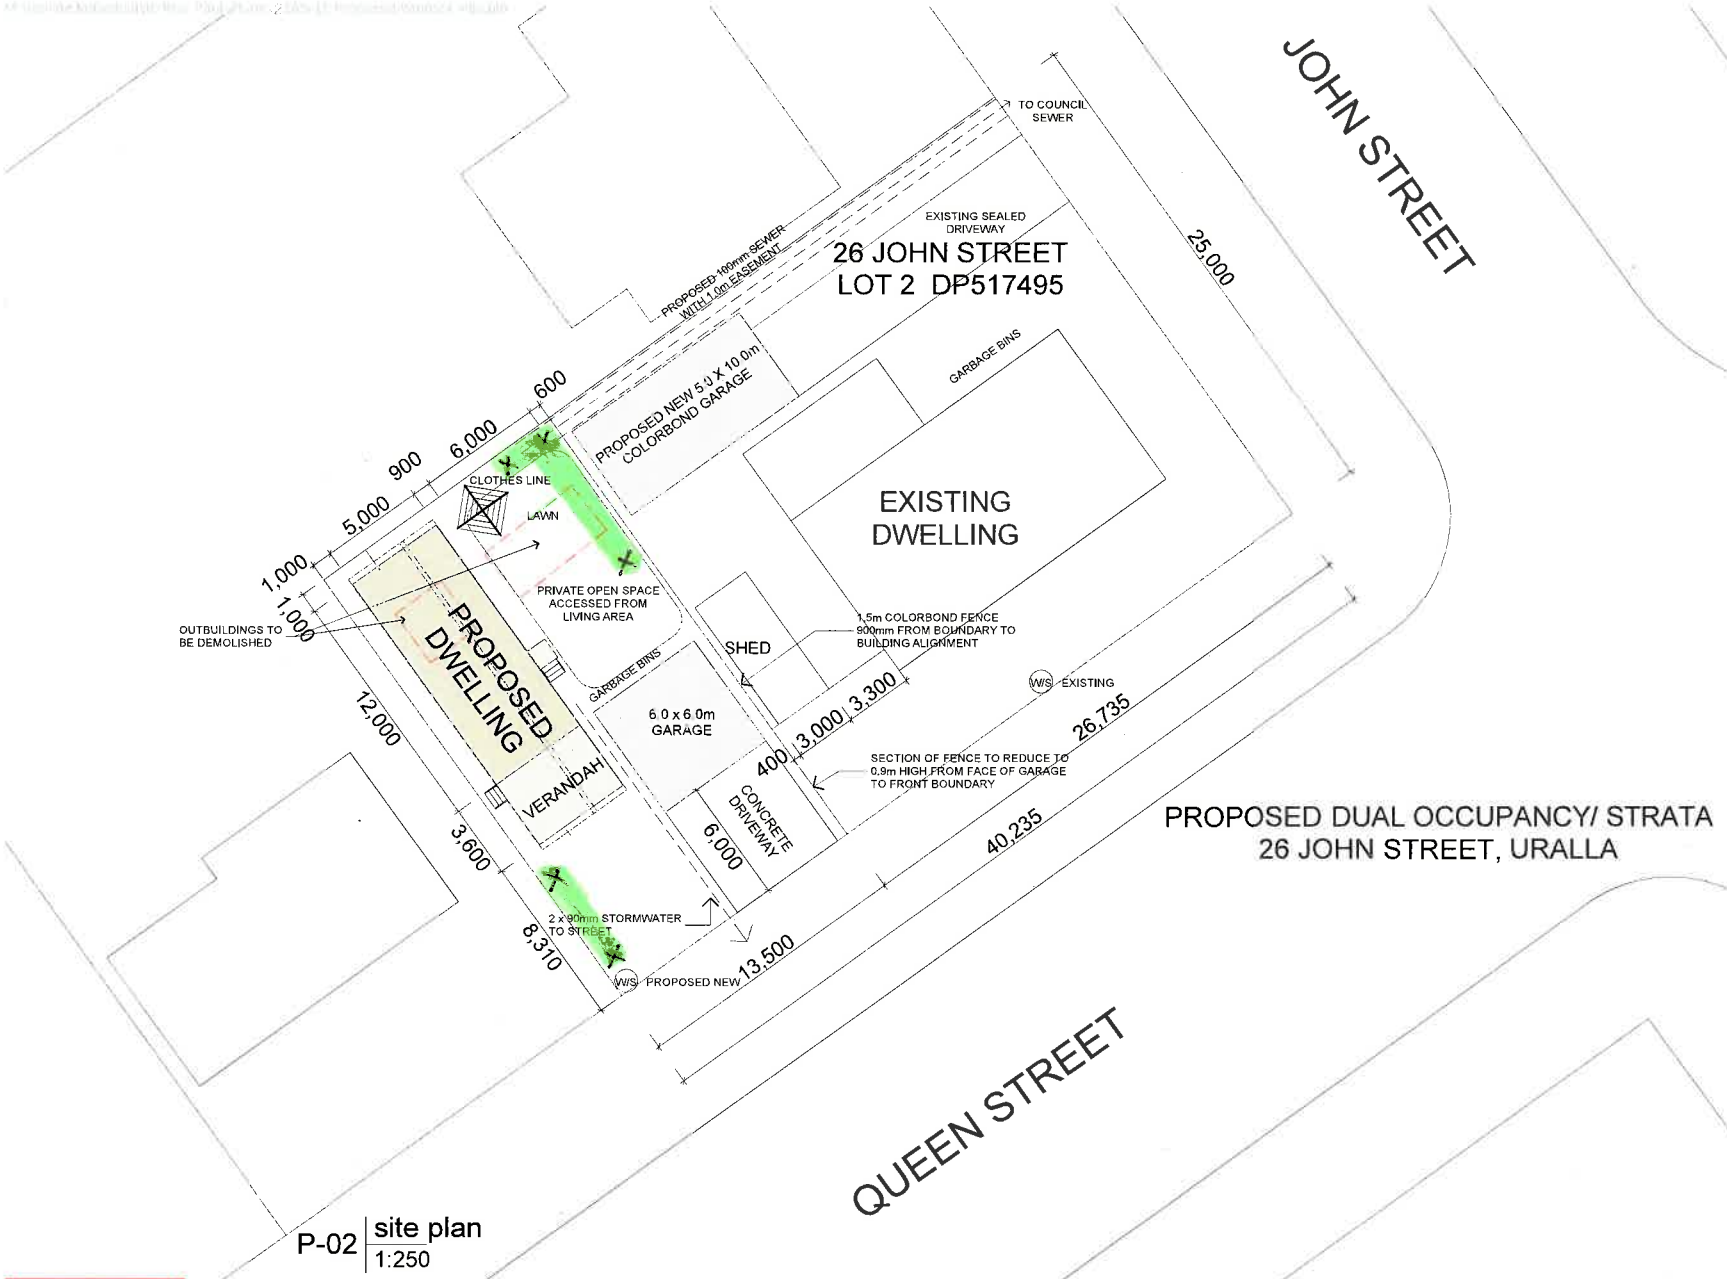 JOHN STREET
TO COUNCIL
SEWER
EXISTING SEALED
DRIVEWAY
26 JOHN STREET
LOT 2 DP517495
25,000
PROPOSED 100mm SEWER
WITH 1.0m EASEMENT
GARBAGE BINS
PROPOSED NEW 5.0 X 10.0m
COLORBOND GARAGE
600
6,000
900
5,000
1,000
1,000
CLOTHES LINE
LAWN
EXISTING
DWELLING
PRIVATE OPEN SPACE
ACCESSED FROM
LIVING AREA
OUTBUILDINGS TO
BE DEMOLISHED
PROPOSED
DWELLING
1.5m COLORBOND FENCE
900mm FROM BOUNDARY TO
BUILDING ALIGNMENT
SHED
GARBAGE BINS
W/S EXISTING
6.0 x 6.0m
GARAGE
12,000
400
3,000
3,300
26,735
VERANDAH
SECTION OF FENCE TO REDUCE TO
0.9m HIGH FROM FACE OF GARAGE
TO FRONT BOUNDARY
CONCRETE
DRIVEWAY
6,000
3,600
40,235
PROPOSED DUAL OCCUPANCY/ STRATA
26 JOHN STREET, URALLA
2 x 90mm STORMWATER
TO STREET
8,310
13,500
W/S PROPOSED NEW
QUEEN STREET
P-02
site plan
1:250